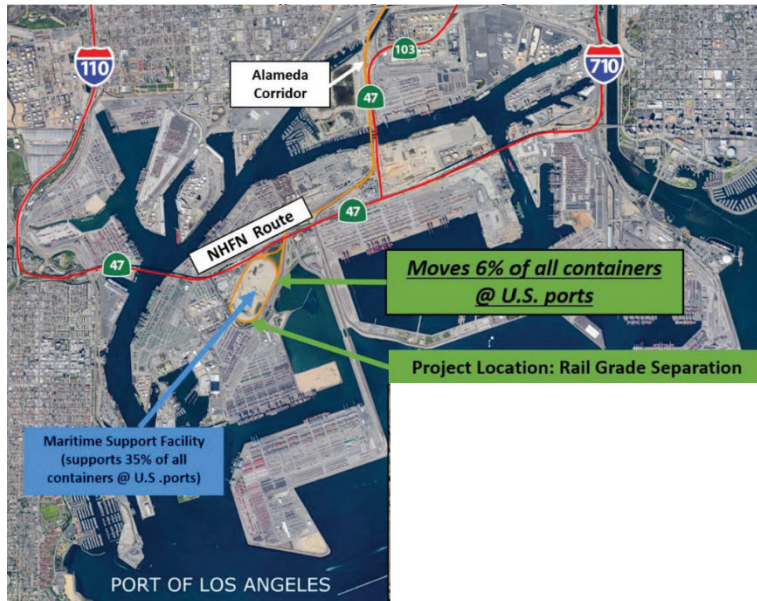 110
Alameda
Corridor
103
47
710
NHFN Route
47
47
Moves 6% of all containers
@ U.S. ports
Project Location: Rail Grade Separation
Maritime Support Facility
(supports 35% of all
containers @ U.S .ports)
PORT OF LOS ANGELES